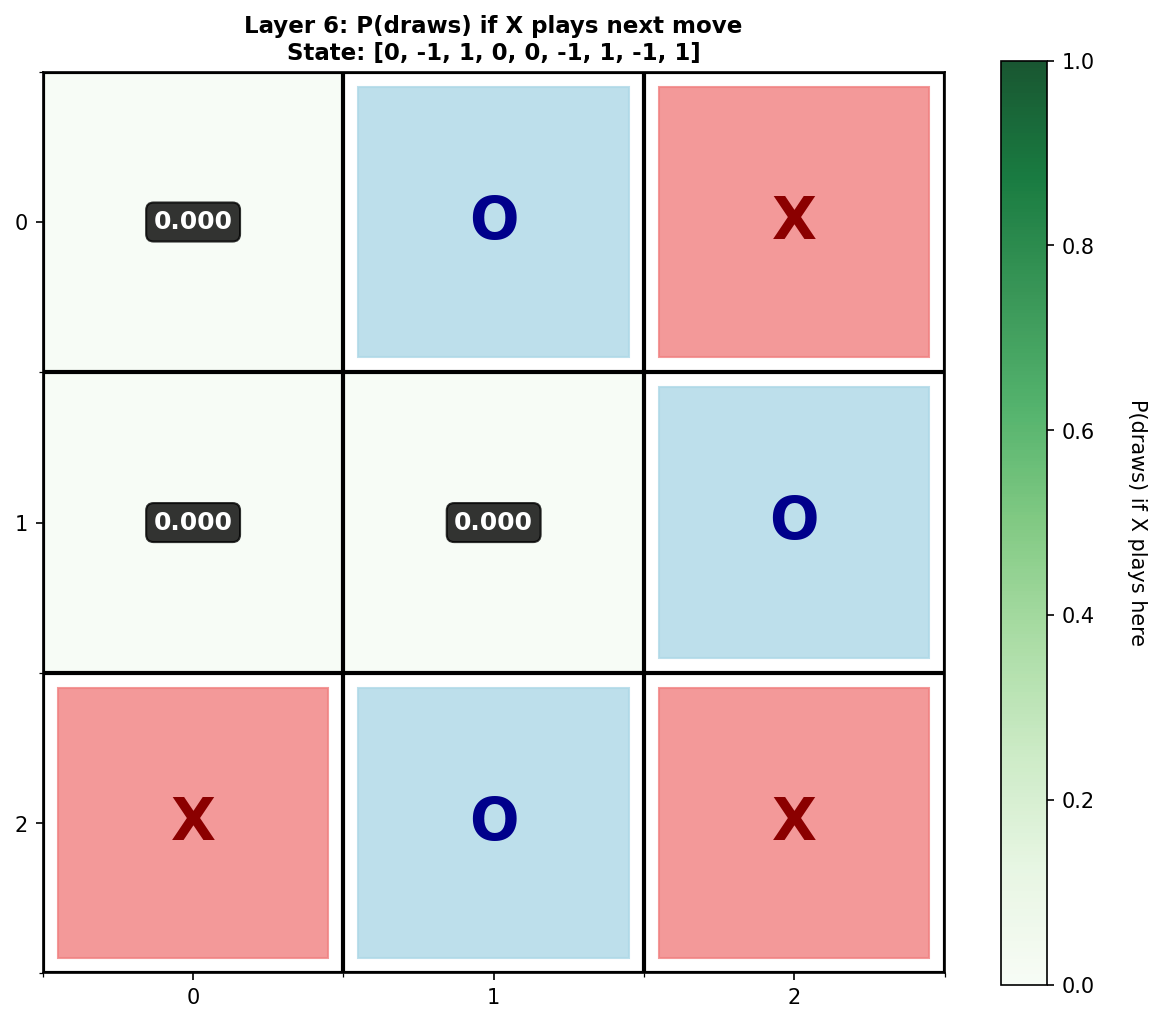 Layer 6: P(draws) if X plays next move
State: [0, -1, 1, 0, 0, -1, 1, -1, 1]
0
0.000
O
X
1
0.000
0.000
O
2
X
O
X
0
1
2
1.0
0.8
0.6
0.4
0.2
0.0
P(draws) if X plays here